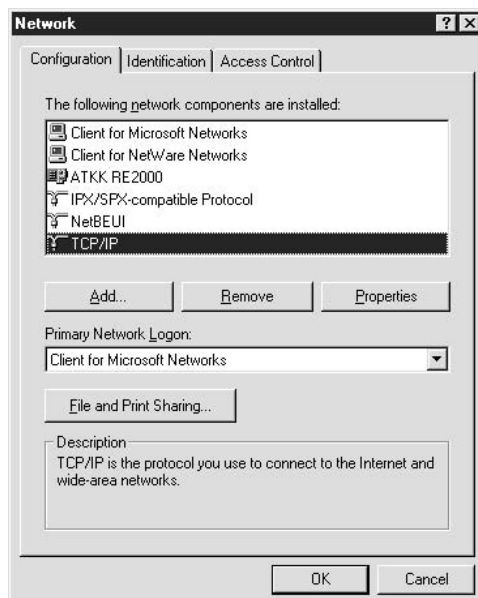 Network
Configuration Identification Access Control
The following network components are installed:
Client for Microsoft Networks
Client for NetWare Networks
ATKK RE2000
IPX/SPX-compatible Protocol
NetBEUI
TCP/IP
Add... Remove Properties
Primary Network Logon:
Client for Microsoft Networks
File and Print Sharing...
Description
TCP/IP is the protocol you use to connect to the Internet and
wide-area networks.
OK Cancel